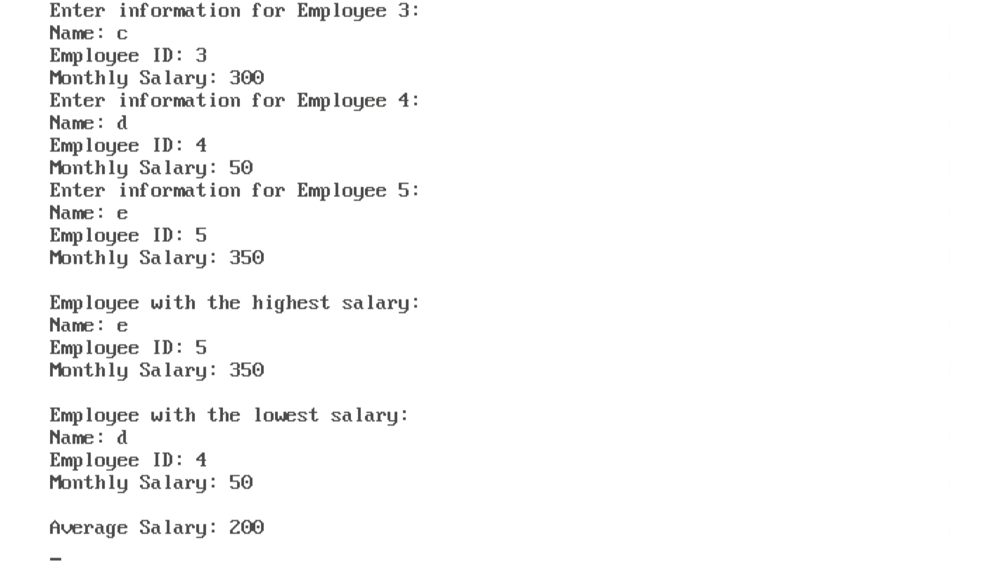 Enter information for Employee 3:
Name: c
Employee ID: 3
Monthly Salary: 300
Enter information for Employee 4:
Name: d
Employee ID: 4
Monthly Salary: 50
Enter information for Employee 5:
Name: e
Employee ID: 5
Monthly Salary: 350
Employee with the highest salary:
Name: e
Employee ID: 5
Monthly Salary: 350
Employee with the lowest salary:
Name: d
Employee ID: 4
Monthly Salary: 50
Average Salary: 200